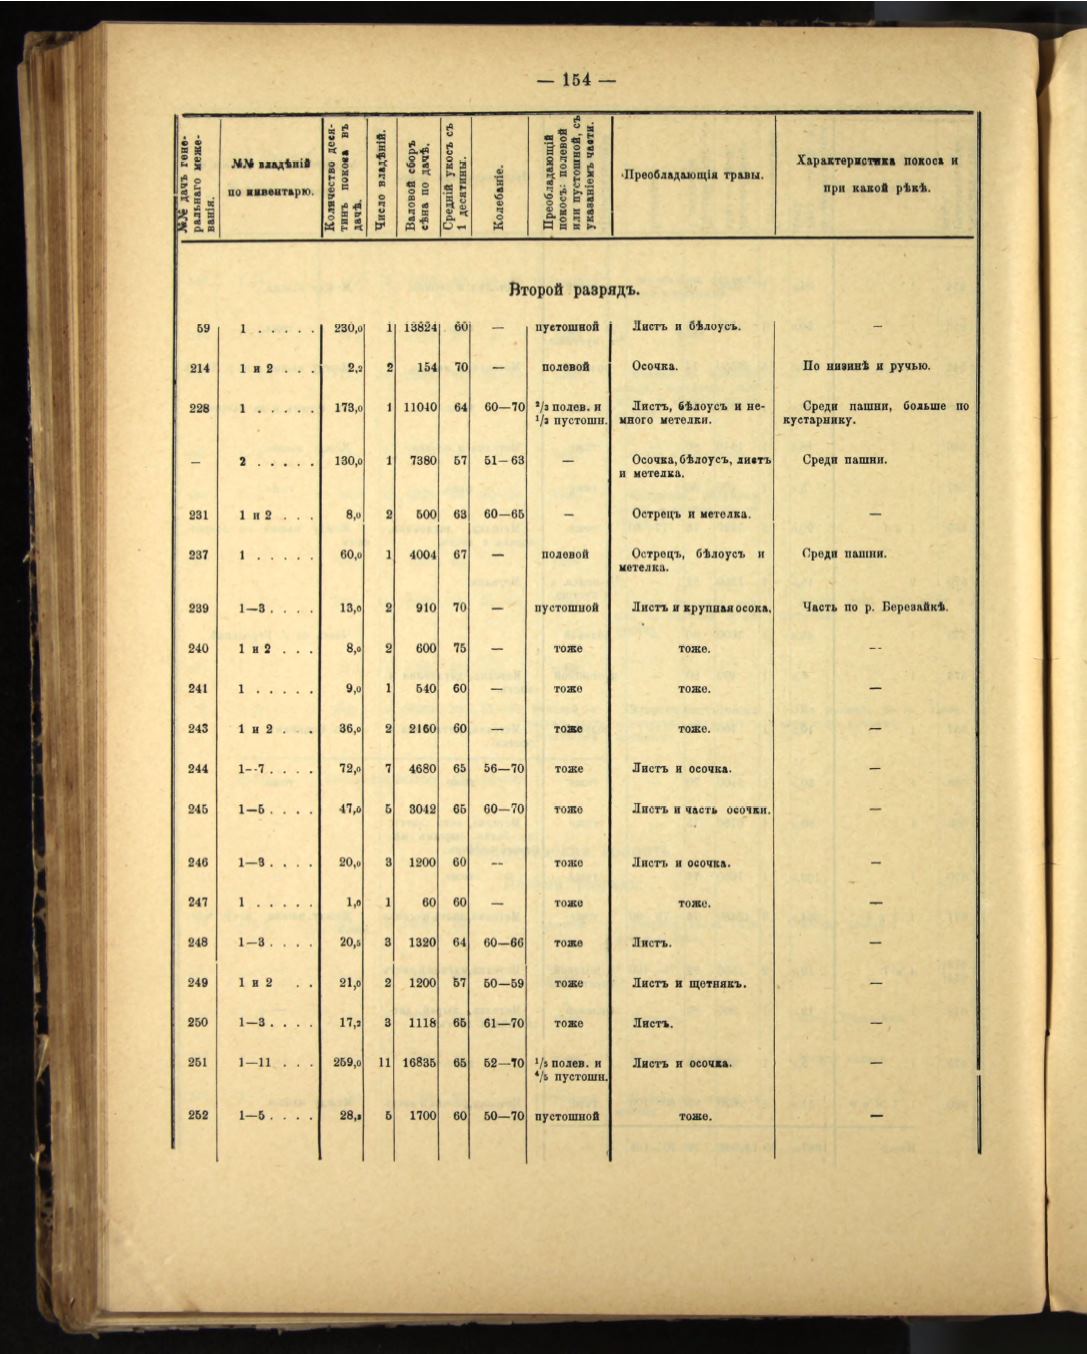 — 154 —
№№ дачъ гене-
ральнаго меже-
ванія.
№№ владѣній
по инвентарю.
Количество деся-
тинъ покоса въ
дачѣ.
Число владѣній.
Валовой сборъ
сѣна по дачѣ.
Средній укосъ съ
1 десятины.
Колебаніе.
Преобладающій
покосъ: полевой
или пустошной, съ
указаніемъ части.
Преобладающія травы.
Характеристика покоса и
при какой рѣкѣ.
Второй разрядъ.
59 1 . . . . . 230,0 1 13824 60 — пустошной Листъ и бѣлоусъ. —
214 1 и 2 . . . 2,2 2 154 70 — полевой Осочка. По низинѣ и ручью.
228 1 . . . . . 173,0 1 11040 64 60—70 ²/₃ полев. и Листъ, бѣлоусъ и не- Среди пашни, больше по
¹/₃ пустошн. много метелки. кустарнику.
— 2 . . . . . 130,0 1 7380 57 51—63 — Осочка, бѣлоусъ, листъ Среди пашни.
и метелка.
231 1 и 2 . . . 8,0 2 500 63 60—65 — Острецъ и метелка. —
237 1 . . . . . 60,0 1 4004 67 — полевой Острецъ, бѣлоусъ и Среди пашни.
метелка.
239 1—3 . . . . 13,0 2 910 70 — пустошной Листъ и крупная осока. Часть по р. Березайкѣ.
240 1 и 2 . . . 8,0 2 600 75 — тоже тоже. —
241 1 . . . . . 9,0 1 540 60 — тоже тоже. —
243 1 и 2 . . . 36,0 2 2160 60 — тоже тоже. —
244 1—7 . . . . 72,0 7 4680 65 56—70 тоже Листъ и осочка. —
245 1—5 . . . . 47,0 5 3042 65 60—70 тоже Листъ и часть осочки. —
246 1—3 . . . . 20,0 3 1200 60 — тоже Листъ и осочка. —
247 1 . . . . . 1,0 1 60 60 — тоже тоже. —
248 1—3 . . . . 20,5 3 1320 64 60—66 тоже Листъ. —
249 1 и 2 . . 21,0 2 1200 57 50—59 тоже Листъ и щетнякъ. —
250 1—3 . . . . 17,2 3 1118 65 61—70 тоже Листъ. —
251 1—11 . . . 259,0 11 16835 65 52—70 ¹/₅ полев. и Листъ и осочка. —
⁴/₅ пустошн.
252 1—5 . . . . 5 1700 60 50—70 пустошной тоже. —